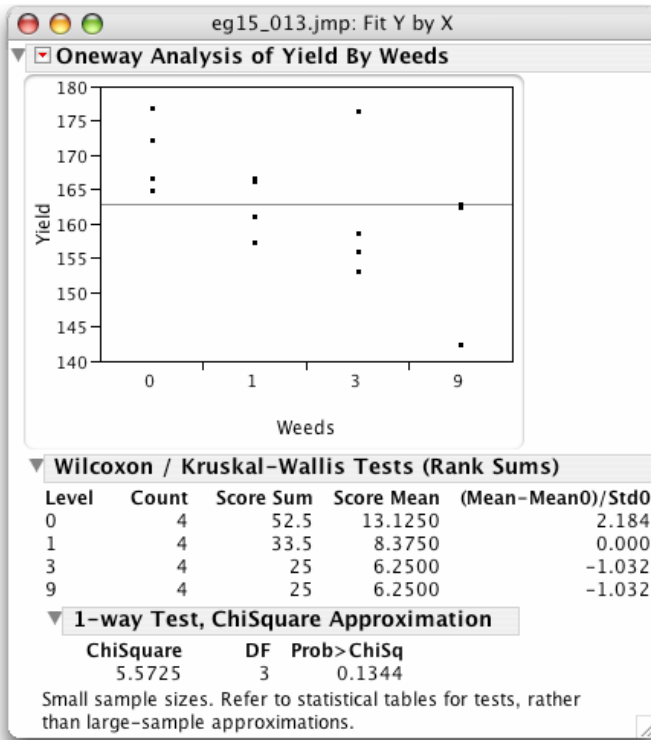 eg15_013.jmp: Fit Y by X
Oneway Analysis of Yield By Weeds
180
175
170
165
160
155
150
145
140
Yield
0 1 3 9
Weeds
Wilcoxon / Kruskal-Wallis Tests (Rank Sums)
Level Count Score Sum Score Mean (Mean-Mean0)/Std0
0 4 52.5 13.1250 2.184
1 4 33.5 8.3750 0.000
3 4 25 6.2500 -1.032
9 4 25 6.2500 -1.032
1-way Test, ChiSquare Approximation
ChiSquare DF Prob>ChiSq
5.5725 3 0.1344
Small sample sizes. Refer to statistical tables for tests, rather
than large-sample approximations.